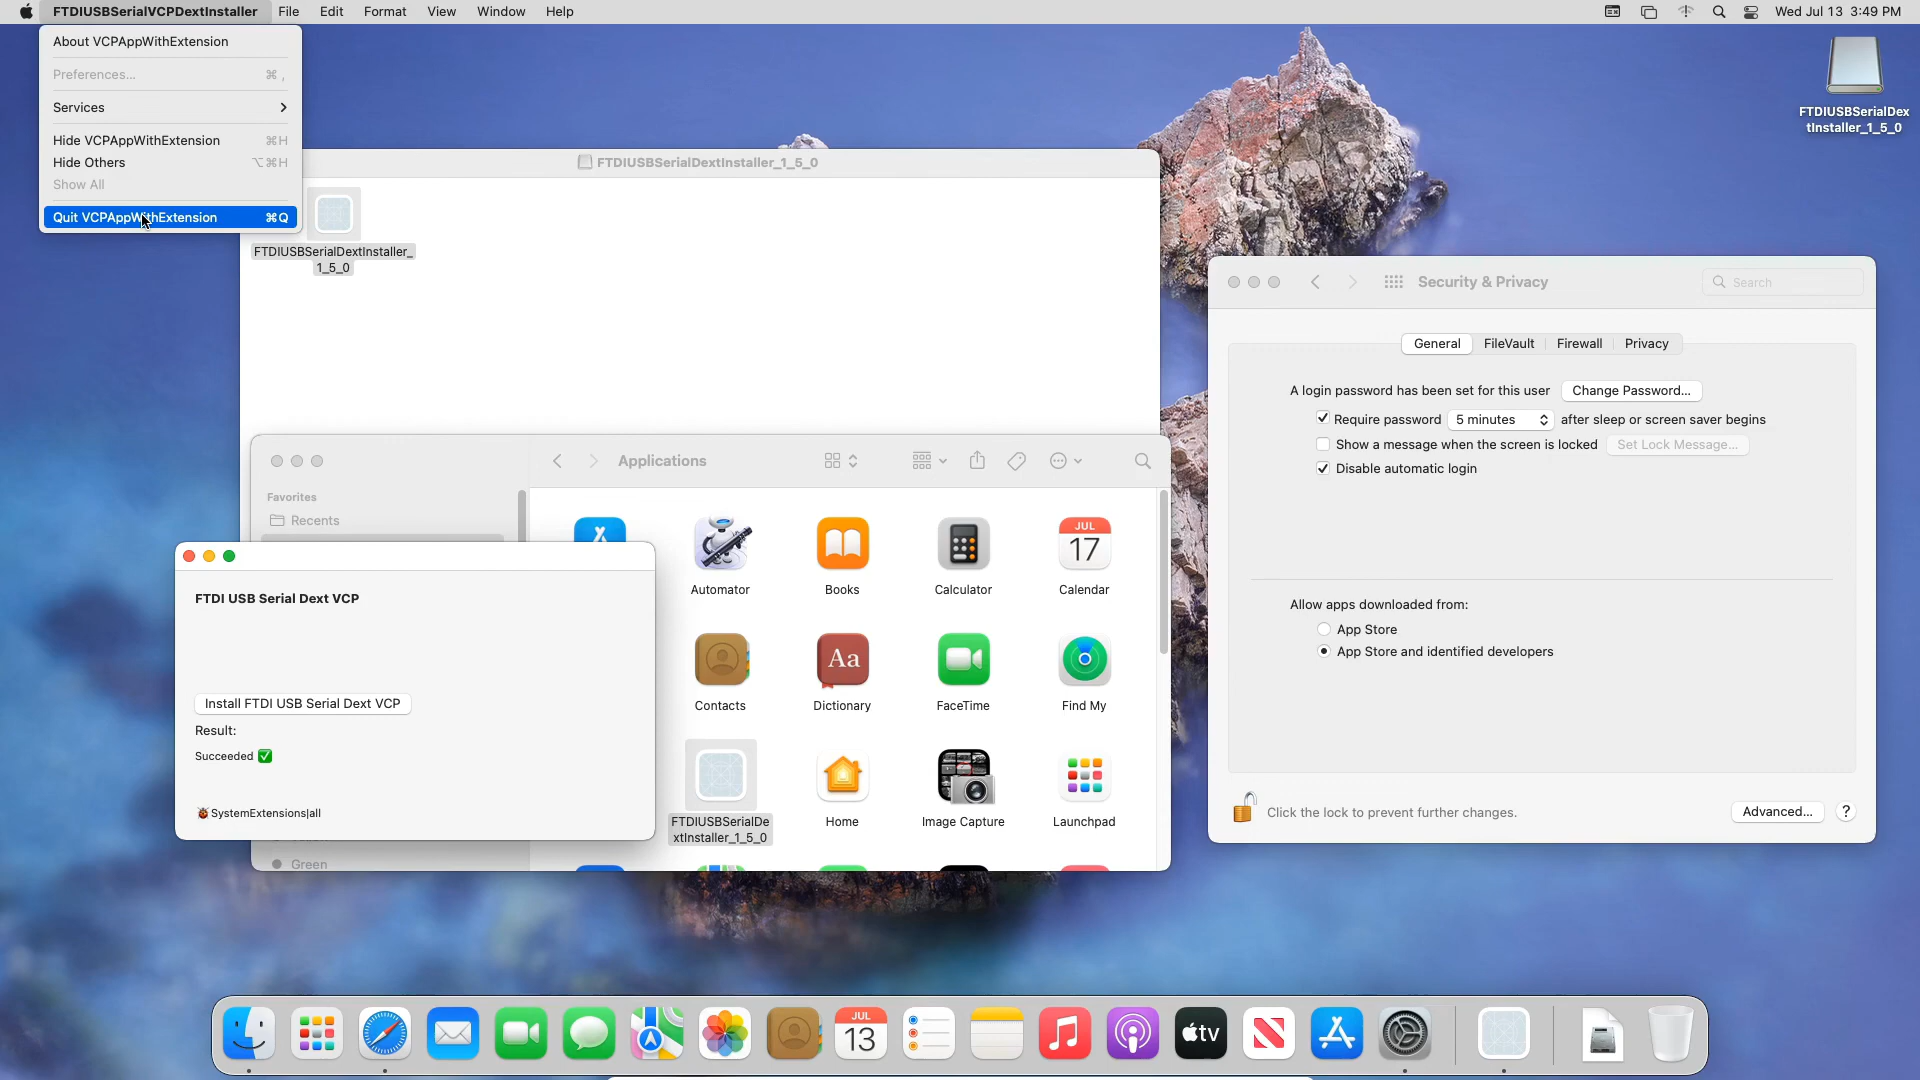 FTDIUSBSerialVCPDextInstaller File Edit Format View Window Help
Wed Jul 13 3:49 PM
About VCPAppWithExtension
Preferences... ⌘ ,
Services
Hide VCPAppWithExtension ⌘H
Hide Others ⌥⌘H
Show All
Quit VCPAppWithExtension ⌘Q
FTDIUSBSerialDex
tInstaller_1_5_0
FTDIUSBSerialDextInstaller_1_5_0
FTDIUSBSerialDextInstaller_
1_5_0
Security & Privacy
Search
General FileVault Firewall Privacy
A login password has been set for this user Change Password...
Require password 5 minutes after sleep or screen saver begins
Show a message when the screen is locked Set Lock Message...
Disable automatic login
Allow apps downloaded from:
App Store
App Store and identified developers
Click the lock to prevent further changes. Advanced... ?
Applications
Favorites
Recents
JUL
17
Automator Books Calculator Calendar
Aa
Contacts Dictionary FaceTime Find My
FTDIUSBSerialDe
xtInstaller_1_5_0
Home Image Capture Launchpad
Green
FTDI USB Serial Dext VCP
Install FTDI USB Serial Dext VCP
Result:
Succeeded ✅
🐞SystemExtensions|all
JUL
13
tv